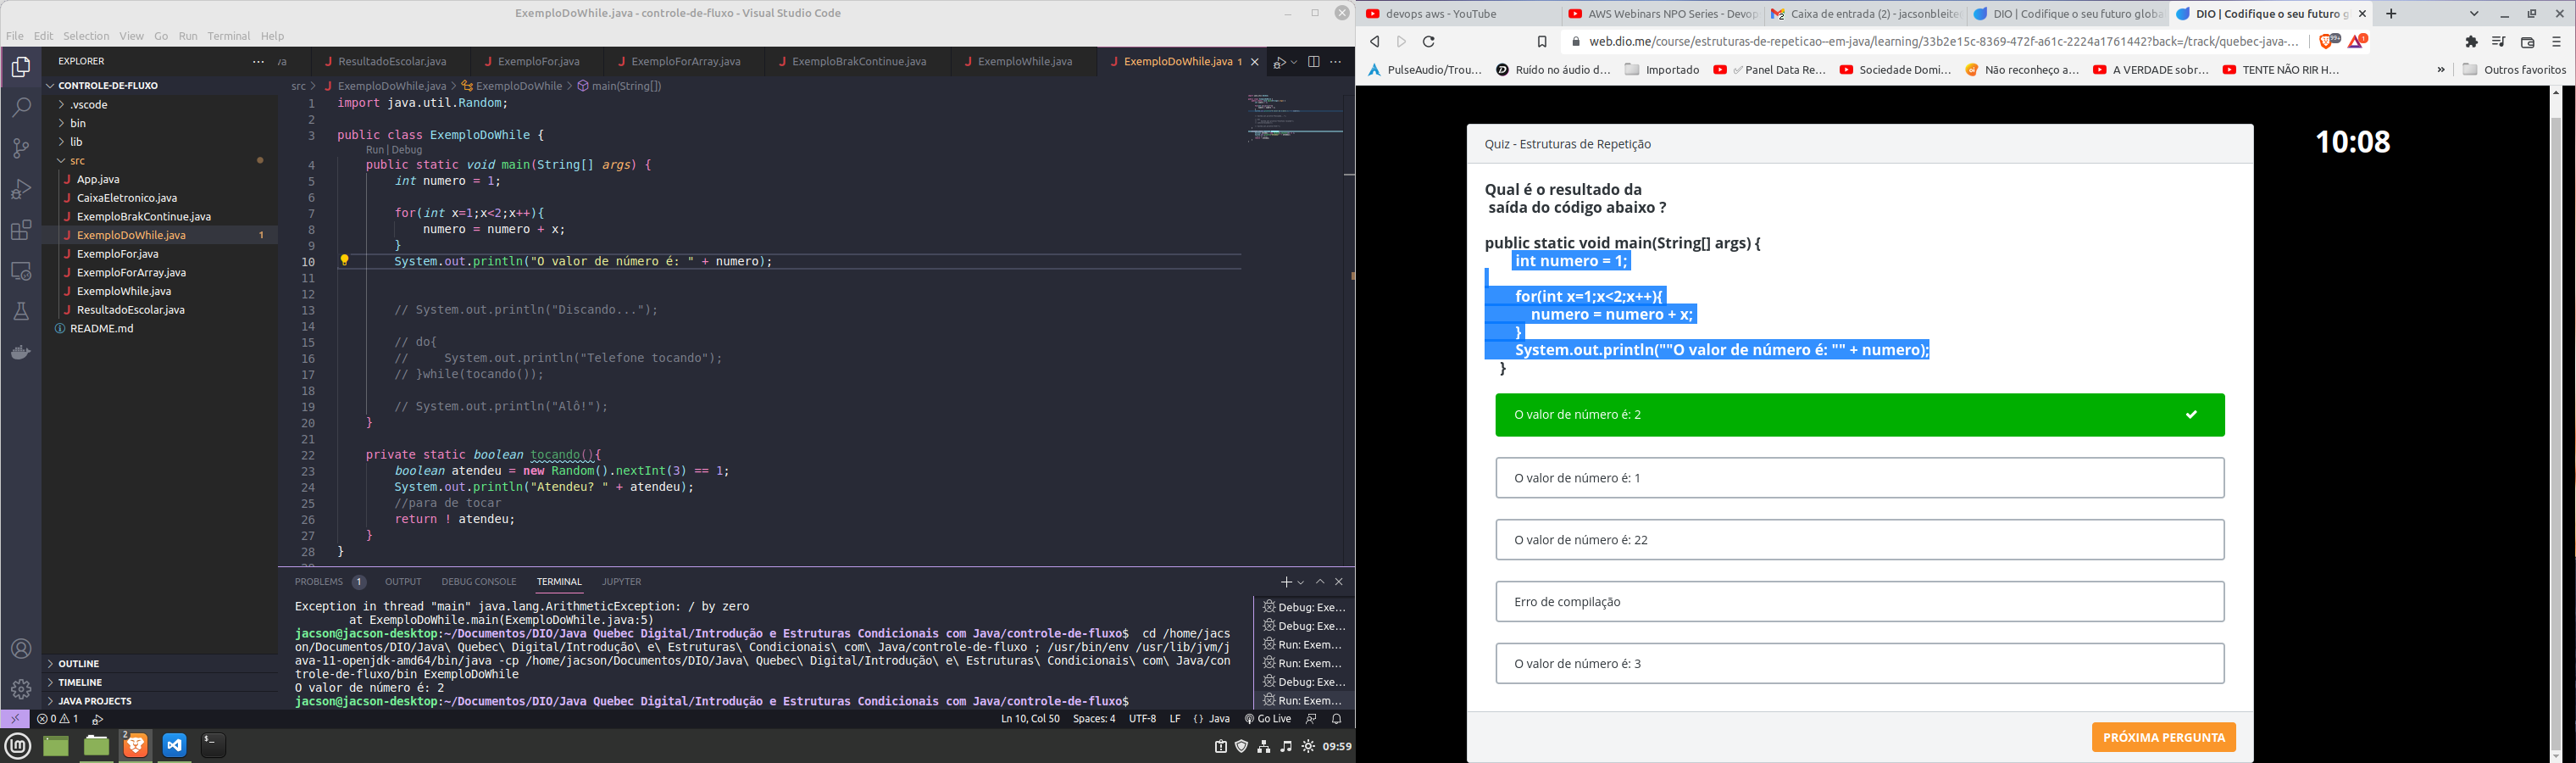 ExemploDoWhile.java - controle-de-fluxo - Visual Studio Code
File Edit Selection View Go Run Terminal Help
EXPLORER
CONTROLE-DE-FLUXO
.vscode
bin
lib
src
App.java
CaixaEletronico.java
ExemploBrakContinue.java
ExemploDoWhile.java 1
ExemploFor.java
ExemploForArray.java
ExemploWhile.java
ResultadoEscolar.java
README.md
OUTLINE
TIMELINE
JAVA PROJECTS
va ResultadoEscolar.java ExemploFor.java ExemploForArray.java ExemploBrakContinue.java ExemploWhile.java ExemploDoWhile.java 1
src > ExemploDoWhile.java > ExemploDoWhile > main(String[])
1 import java.util.Random;
2
3 public class ExemploDoWhile {
Run | Debug
4 public static void main(String[] args) {
5 int numero = 1;
6
7 for(int x=1;x<2;x++){
8 numero = numero + x;
9 }
10 System.out.println("O valor de número é: " + numero);
11
12
13 // System.out.println("Discando...");
14
15 // do{
16 // System.out.println("Telefone tocando");
17 // }while(tocando());
18
19 // System.out.println("Alô!");
20 }
21
22 private static boolean tocando(){
23 boolean atendeu = new Random().nextInt(3) == 1;
24 System.out.println("Atendeu? " + atendeu);
25 //para de tocar
26 return ! atendeu;
27 }
28 }
PROBLEMS 1 OUTPUT DEBUG CONSOLE TERMINAL JUPYTER
Exception in thread "main" java.lang.ArithmeticException: / by zero
at ExemploDoWhile.main(ExemploDoWhile.java:5)
jacson@jacson-desktop:~/Documentos/DIO/Java Quebec Digital/Introdução e Estruturas Condicionais com Java/controle-de-fluxo$ cd /home/jacs
on/Documentos/DIO/Java\ Quebec\ Digital/Introdução\ e\ Estruturas\ Condicionais\ com\ Java/controle-de-fluxo ; /usr/bin/env /usr/lib/jvm/j
ava-11-openjdk-amd64/bin/java -cp /home/jacson/Documentos/DIO/Java\ Quebec\ Digital/Introdução\ e\ Estruturas\ Condicionais\ com\ Java/con
trole-de-fluxo/bin ExemploDoWhile
O valor de número é: 2
jacson@jacson-desktop:~/Documentos/DIO/Java Quebec Digital/Introdução e Estruturas Condicionais com Java/controle-de-fluxo$
Debug: Exe...
Debug: Exe...
Run: Exem...
Run: Exem...
Debug: Exe...
Run: Exem...
0 1 Ln 10, Col 50 Spaces: 4 UTF-8 LF {} Java Go Live
2 09:59
devops aws - YouTube AWS Webinars NPO Series - Devop Caixa de entrada (2) - jacsonbleite DIO | Codifique o seu futuro globa DIO | Codifique o seu futuro g
web.dio.me/course/estruturas-de-repeticao--em-java/learning/33b2e15c-8369-472f-a61c-2224a1761442?back=/track/quebec-java-... 99+ 1
PulseAudio/Trou... Ruído no áudio d... Importado Panel Data Re... Sociedade Domi... Não reconheço a... A VERDADE sobr... TENTE NÃO RIR H... » Outros favoritos
Quiz - Estruturas de Repetição
10:08
Qual é o resultado da
saída do código abaixo ?
public static void main(String[] args) {
int numero = 1;
for(int x=1;x<2;x++){
numero = numero + x;
}
System.out.println(""O valor de número é: "" + numero);
}
O valor de número é: 2
O valor de número é: 1
O valor de número é: 22
Erro de compilação
O valor de número é: 3
PRÓXIMA PERGUNTA